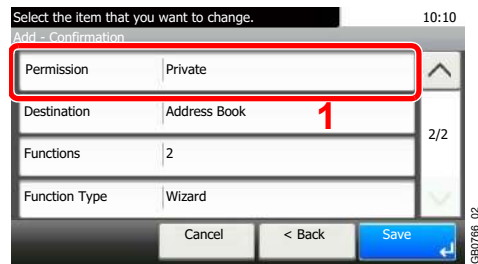 Select the item that you want to change. 10:10
Add - Confirmation
Permission Private
Destination Address Book 1
2/2
Functions 2
Function Type Wizard
Cancel < Back Save
GB0766_02